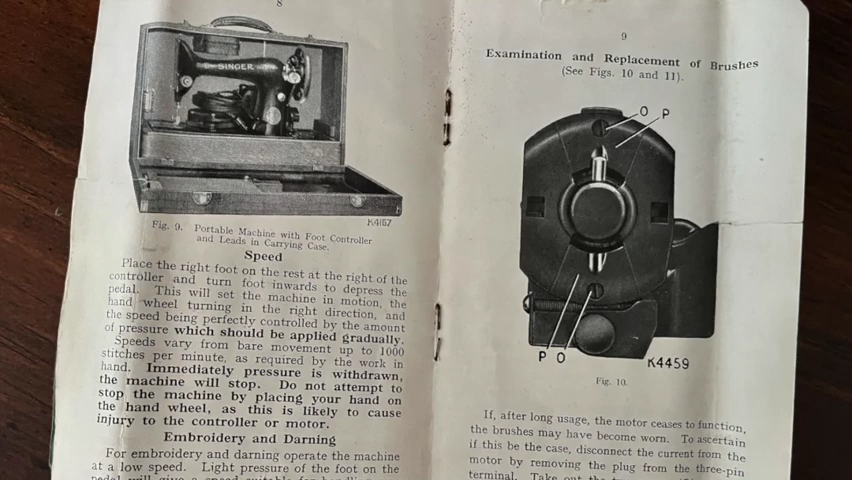 8
SINGER
K4167
Fig. 9. Portable Machine with Foot Controller
and Leads in Carrying Case.
Speed
Place the right foot on the rest at the right of the
controller and turn foot inwards to depress the
pedal. This will set the machine in motion, the
hand wheel turning in the right direction, and
the speed being perfectly controlled by the amount
of pressure which should be applied gradually.
Speeds vary from bare movement up to 1000
stitches per minute, as required by the work in
hand. Immediately pressure is withdrawn,
the machine will stop. Do not attempt to
stop the machine by placing your hand on
the hand wheel, as this is likely to cause
injury to the controller or motor.
Embroidery and Darning
For embroidery and darning operate the machine
at a low speed. Light pressure of the foot on the
pedal will give a speed suitable for
9
Examination and Replacement of Brushes
(See Figs. 10 and 11).
O
P
P O
K4459
Fig. 10.
If, after long usage, the motor ceases to function,
the brushes may have become worn. To ascertain
if this be the case, disconnect the current from the
motor by removing the plug from the three-pin
terminal. Take out the